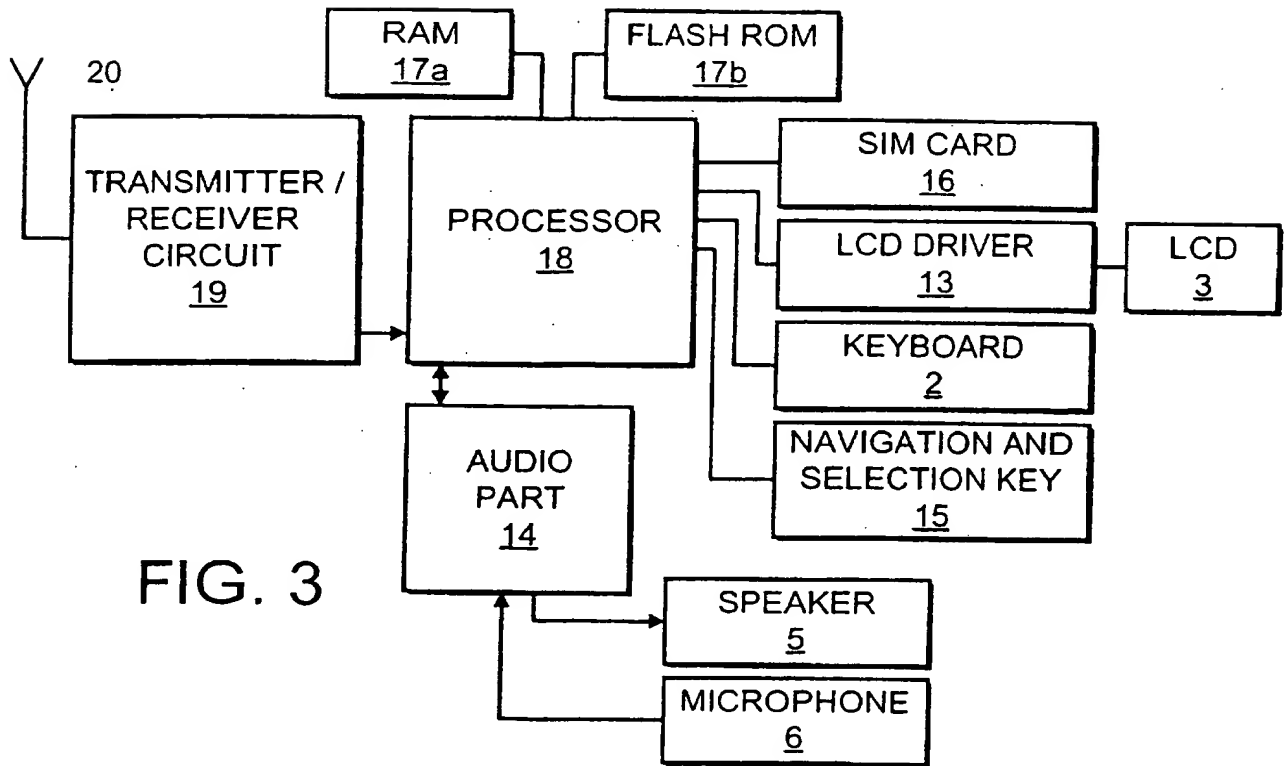 RAM
17a
FLASH ROM
17b
20
TRANSMITTER /
RECEIVER
CIRCUIT
19
PROCESSOR
18
SIM CARD
16
LCD DRIVER
13
LCD
3
KEYBOARD
2
NAVIGATION AND
SELECTION KEY
15
AUDIO
PART
14
SPEAKER
5
MICROPHONE
6
FIG. 3